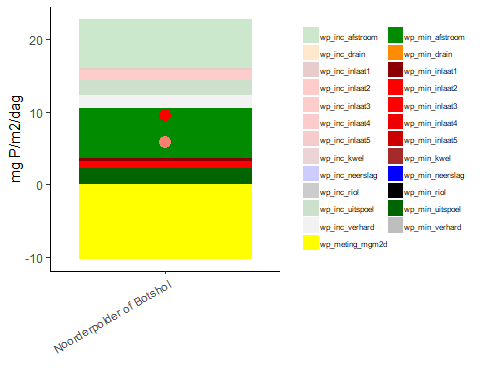 mg P/m2/dag
20
10
0
-10
Noorderpolder of Botshol
wp_inc_afstroom
wp_inc_drain
wp_inc_inlaat1
wp_inc_inlaat2
wp_inc_inlaat3
wp_inc_inlaat4
wp_inc_inlaat5
wp_inc_kwel
wp_inc_neerslag
wp_inc_riol
wp_inc_uitspoel
wp_inc_verhard
wp_meting_mgm2d
wp_min_afstroom
wp_min_drain
wp_min_inlaat1
wp_min_inlaat2
wp_min_inlaat3
wp_min_inlaat4
wp_min_inlaat5
wp_min_kwel
wp_min_neerslag
wp_min_riol
wp_min_uitspoel
wp_min_verhard